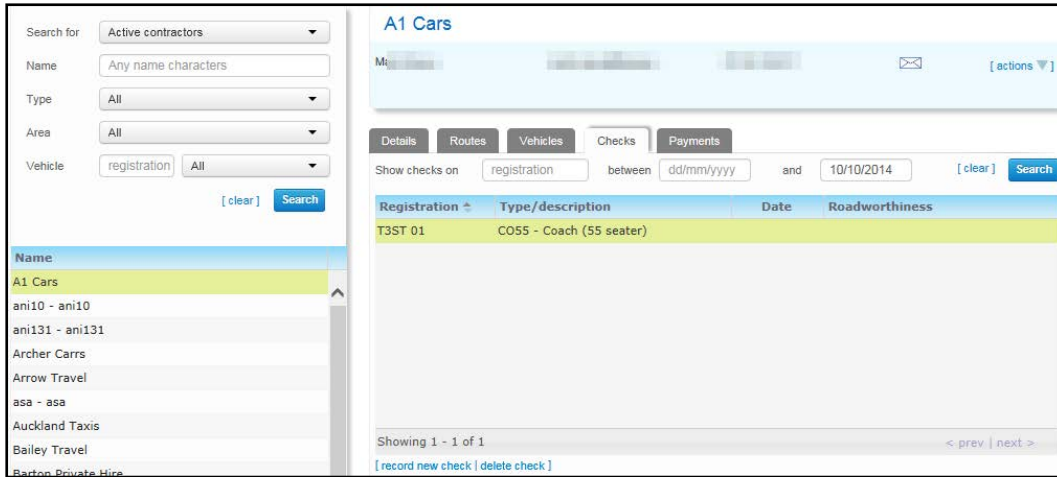 Search for Active contractors
Name Any name characters
Type All
Area All
Vehicle registration All
[ clear ] Search
Name
A1 Cars
ani10 - ani10
ani131 - ani131
Archer Carrs
Arrow Travel
asa - asa
Auckland Taxis
Bailey Travel
Barton Private Hire
A1 Cars
[ actions ]
Details Routes Vehicles Checks Payments
Show checks on registration between dd/mm/yyyy and 10/10/2014 [ clear ] Search
Registration Type/description Date Roadworthiness
T3ST 01 CO55 - Coach (55 seater)
Showing 1 - 1 of 1 < prev | next >
[ record new check | delete check ]